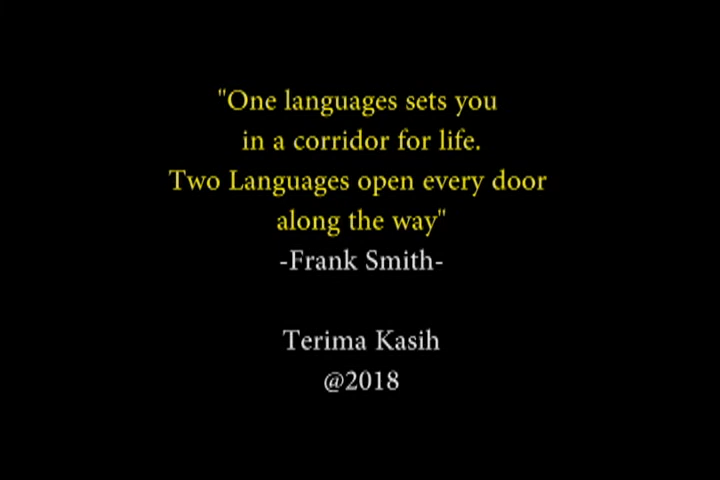 "One languages sets you
in a corridor for life.
Two Languages open every door
along the way"
-Frank Smith-
Terima Kasih
@2018